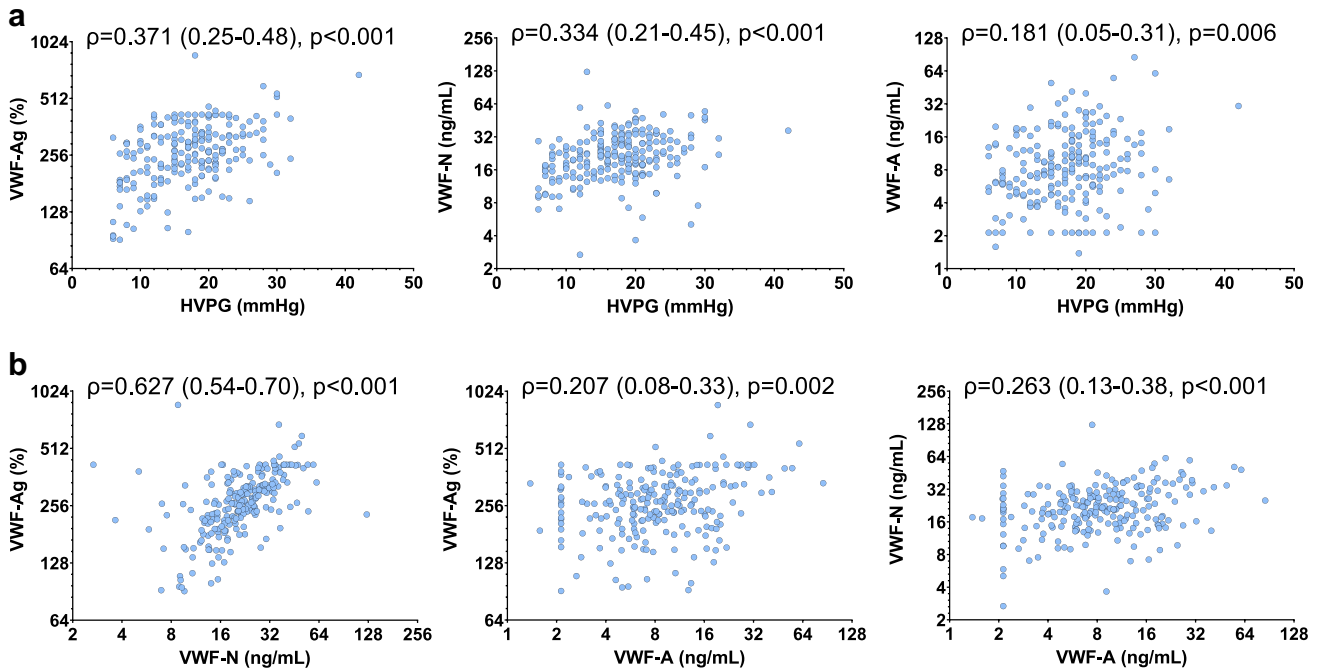 a
ρ=0.371 (0.25-0.48), p<0.001
1024
512
256
128
64
VWF-Ag (%)
0 10 20 30 40 50
HVPG (mmHg)
ρ=0.334 (0.21-0.45), p<0.001
256
128
64
32
16
8
4
2
VWF-N (ng/mL)
0 10 20 30 40 50
HVPG (mmHg)
ρ=0.181 (0.05-0.31), p=0.006
128
64
32
16
8
4
2
1
VWF-A (ng/mL)
0 10 20 30 40 50
HVPG (mmHg)
b
ρ=0.627 (0.54-0.70), p<0.001
1024
512
256
128
64
VWF-Ag (%)
2 4 8 16 32 64 128 256
VWF-N (ng/mL)
ρ=0.207 (0.08-0.33), p=0.002
1024
512
256
128
64
VWF-Ag (%)
1 2 4 8 16 32 64 128
VWF-A (ng/mL)
ρ=0.263 (0.13-0.38, p<0.001
256
128
64
32
16
8
4
2
VWF-N (ng/mL)
1 2 4 8 16 32 64 128
VWF-A (ng/mL)